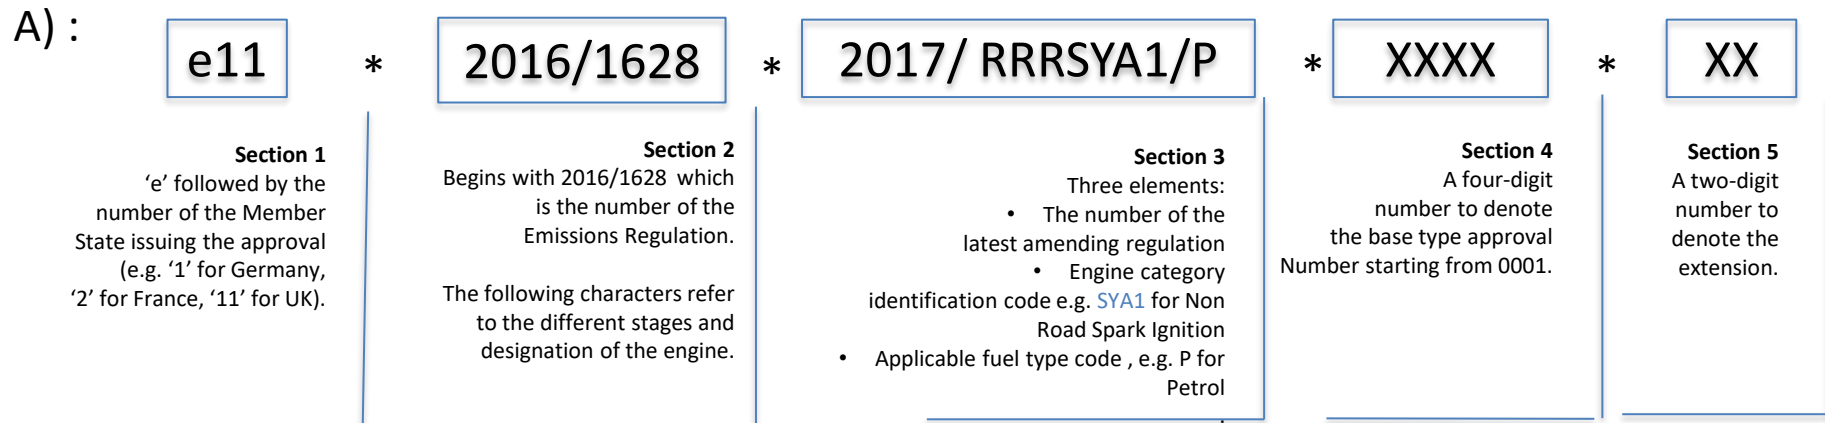 A) :
e11 * 2016/1628 * 2017/ RRRSYA1/P * XXXX * XX
Section 1
‘e’ followed by the
number of the Member
State issuing the approval
(e.g. ‘1’ for Germany,
‘2’ for France, ‘11’ for UK).
Section 2
Begins with 2016/1628 which
is the number of the
Emissions Regulation.
The following characters refer
to the different stages and
designation of the engine.
Section 3
Three elements:
• The number of the
latest amending regulation
• Engine category
identification code e.g. SYA1 for Non
Road Spark Ignition
• Applicable fuel type code , e.g. P for
Petrol
Section 4
A four-digit
number to denote
the base type approval
Number starting from 0001.
Section 5
A two-digit
number to
denote the
extension.